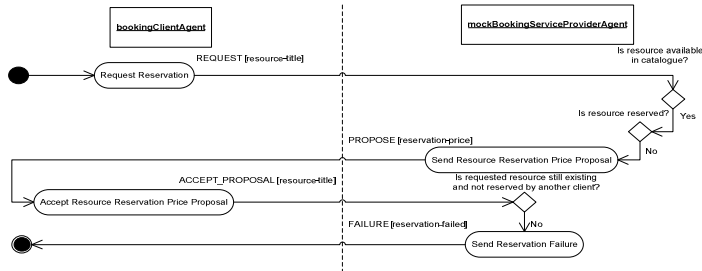 bookingClientAgent
mockBookingServiceProviderAgent
REQUEST [resource-title]
Is resource available
in catalogue?
Request Reservation
Is resource reserved?
Yes
No
PROPOSE [reservation-price]
Send Resource Reservation Price Proposal
ACCEPT_PROPOSAL [resource-title]
Is requested resource still existing
and not reserved by another client?
Accept Resource Reservation Price Proposal
FAILURE [reservation-failed]
No
Send Reservation Failure